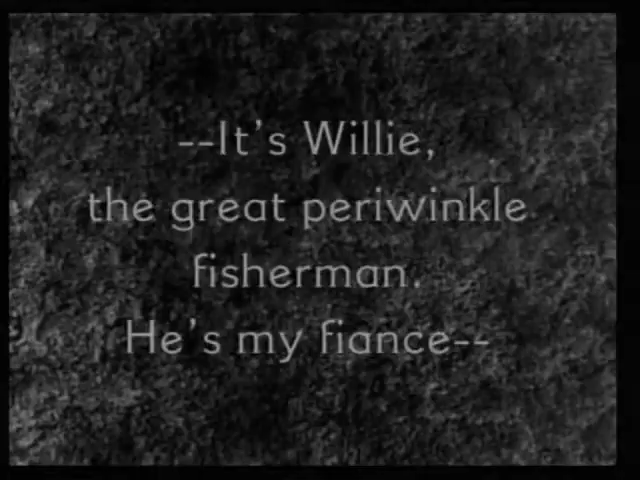 --It's Willie,
the great periwinkle
fisherman.
He's my fiance--